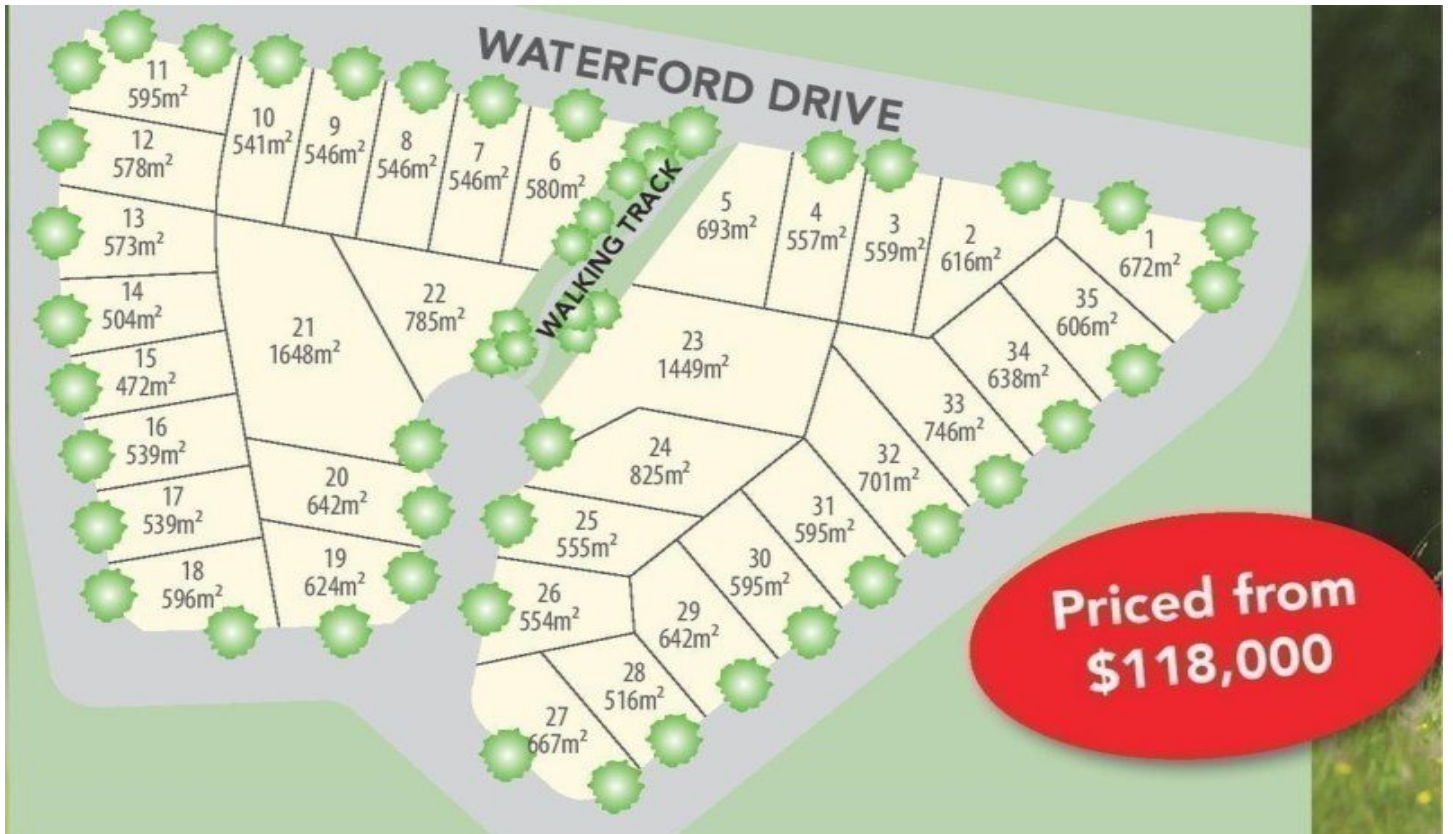 WATERFORD DRIVE
11
595m²
12
578m²
13
573m²
14
504m²
15
472m²
16
539m²
17
539m²
18
596m²
10
541m²
9
546m²
8
546m²
7
546m²
6
580m²
WALKING TRACK
5
693m²
4
557m²
3
559m²
2
616m²
1
672m²
21
1648m²
22
785m²
20
642m²
19
624m²
23
1449m²
24
825m²
25
555m²
26
554m²
27
667m²
28
516m²
29
642m²
30
595m²
31
595m²
32
701m²
33
746m²
34
638m²
35
606m²
Priced from
$118,000